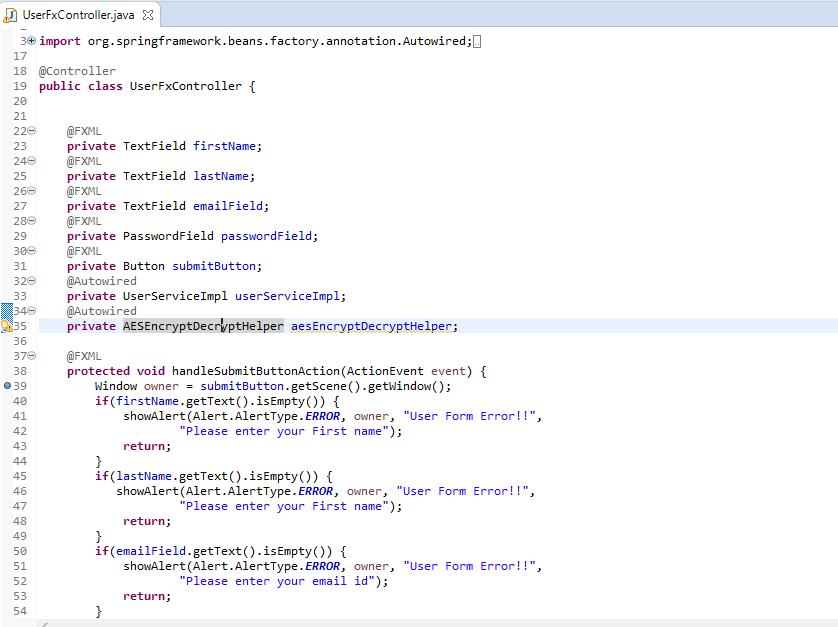 UserFxController.java
3 import org.springframework.beans.factory.annotation.Autowired;
17
18 @Controller
19 public class UserFxController {
20
21
22 @FXML
23 private TextField firstName;
24 @FXML
25 private TextField lastName;
26 @FXML
27 private TextField emailField;
28 @FXML
29 private PasswordField passwordField;
30 @FXML
31 private Button submitButton;
32 @Autowired
33 private UserServiceImpl userServiceImpl;
34 @Autowired
35 private AESEncryptDecryptHelper aesEncryptDecryptHelper;
36
37 @FXML
38 protected void handleSubmitButtonAction(ActionEvent event) {
39 Window owner = submitButton.getScene().getWindow();
40 if(firstName.getText().isEmpty()) {
41 showAlert(Alert.AlertType.ERROR, owner, "User Form Error!!",
42 "Please enter your First name");
43 return;
44 }
45 if(lastName.getText().isEmpty()) {
46 showAlert(Alert.AlertType.ERROR, owner, "User Form Error!!",
47 "Please enter your First name");
48 return;
49 }
50 if(emailField.getText().isEmpty()) {
51 showAlert(Alert.AlertType.ERROR, owner, "User Form Error!!",
52 "Please enter your email id");
53 return;
54 }